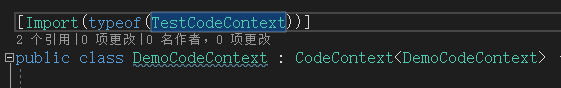 [Import(typeof(TestCodeContext))]
2 个引用|0 项更改|0 名作者，0 项更改
public class DemoCodeContext : CodeContext<DemoCodeContext>